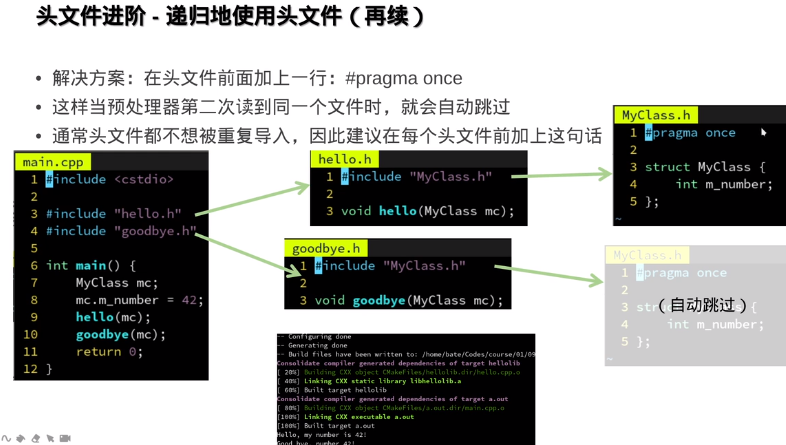 头文件进阶 - 递归地使用头文件（再续）
• 解决方案：在头文件前面加上一行：#pragma once
• 这样当预处理器第二次读到同一个文件时，就会自动跳过
• 通常头文件都不想被重复导入，因此建议在每个头文件前加上这句话
main.cpp
1 #include <cstdio>
2
3 #include "hello.h"
4 #include "goodbye.h"
5
6 int main() {
7 MyClass mc;
8 mc.m_number = 42;
9 hello(mc);
10 goodbye(mc);
11 return 0;
12 }
hello.h
1 #include "MyClass.h"
2
3 void hello(MyClass mc);
goodbye.h
1 #include "MyClass.h"
2
3 void goodbye(MyClass mc);
MyClass.h
1 #pragma once
2
3 struct MyClass {
4 int m_number;
5 };
~
MyClass.h
1 #pragma once
2
（自动跳过）
4 int m_number;
5 };
~
-- Configuring done
-- Generating done
-- Build files have been written to: /home/bate/Codes/course/01/09
Consolidate compiler generated dependencies of target hellolib
[ 20%] Building CXX object CMakeFiles/hellolib.dir/hello.cpp.o
[ 40%] Linking CXX static library libhellolib.a
[ 60%] Built target hellolib
Consolidate compiler generated dependencies of target a.out
[ 80%] Building CXX object CMakeFiles/a.out.dir/main.cpp.o
[100%] Linking CXX executable a.out
[100%] Built target a.out
Hello, my number is 42!
Good bye, number 42!